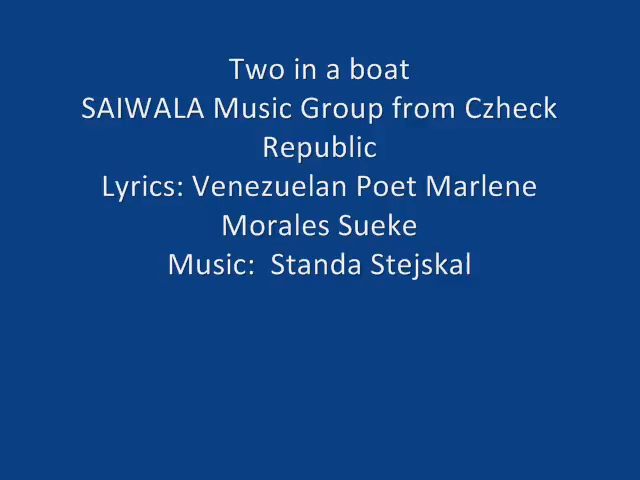 Two in a boat
SAIWALA Music Group from Czheck
Republic
Lyrics: Venezuelan Poet Marlene
Morales Sueke
Music:  Standa Stejskal